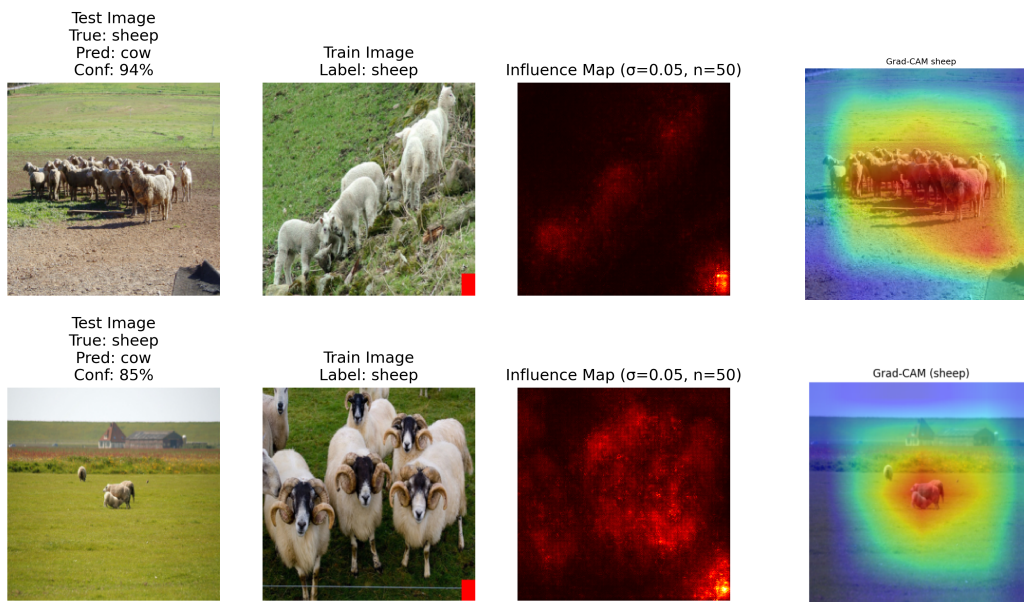 Test Image
True: sheep
Pred: cow
Conf: 94%
Train Image
Label: sheep
Influence Map (σ=0.05, n=50)
Grad-CAM sheep
Test Image
True: sheep
Pred: cow
Conf: 85%
Train Image
Label: sheep
Influence Map (σ=0.05, n=50)
Grad-CAM (sheep)